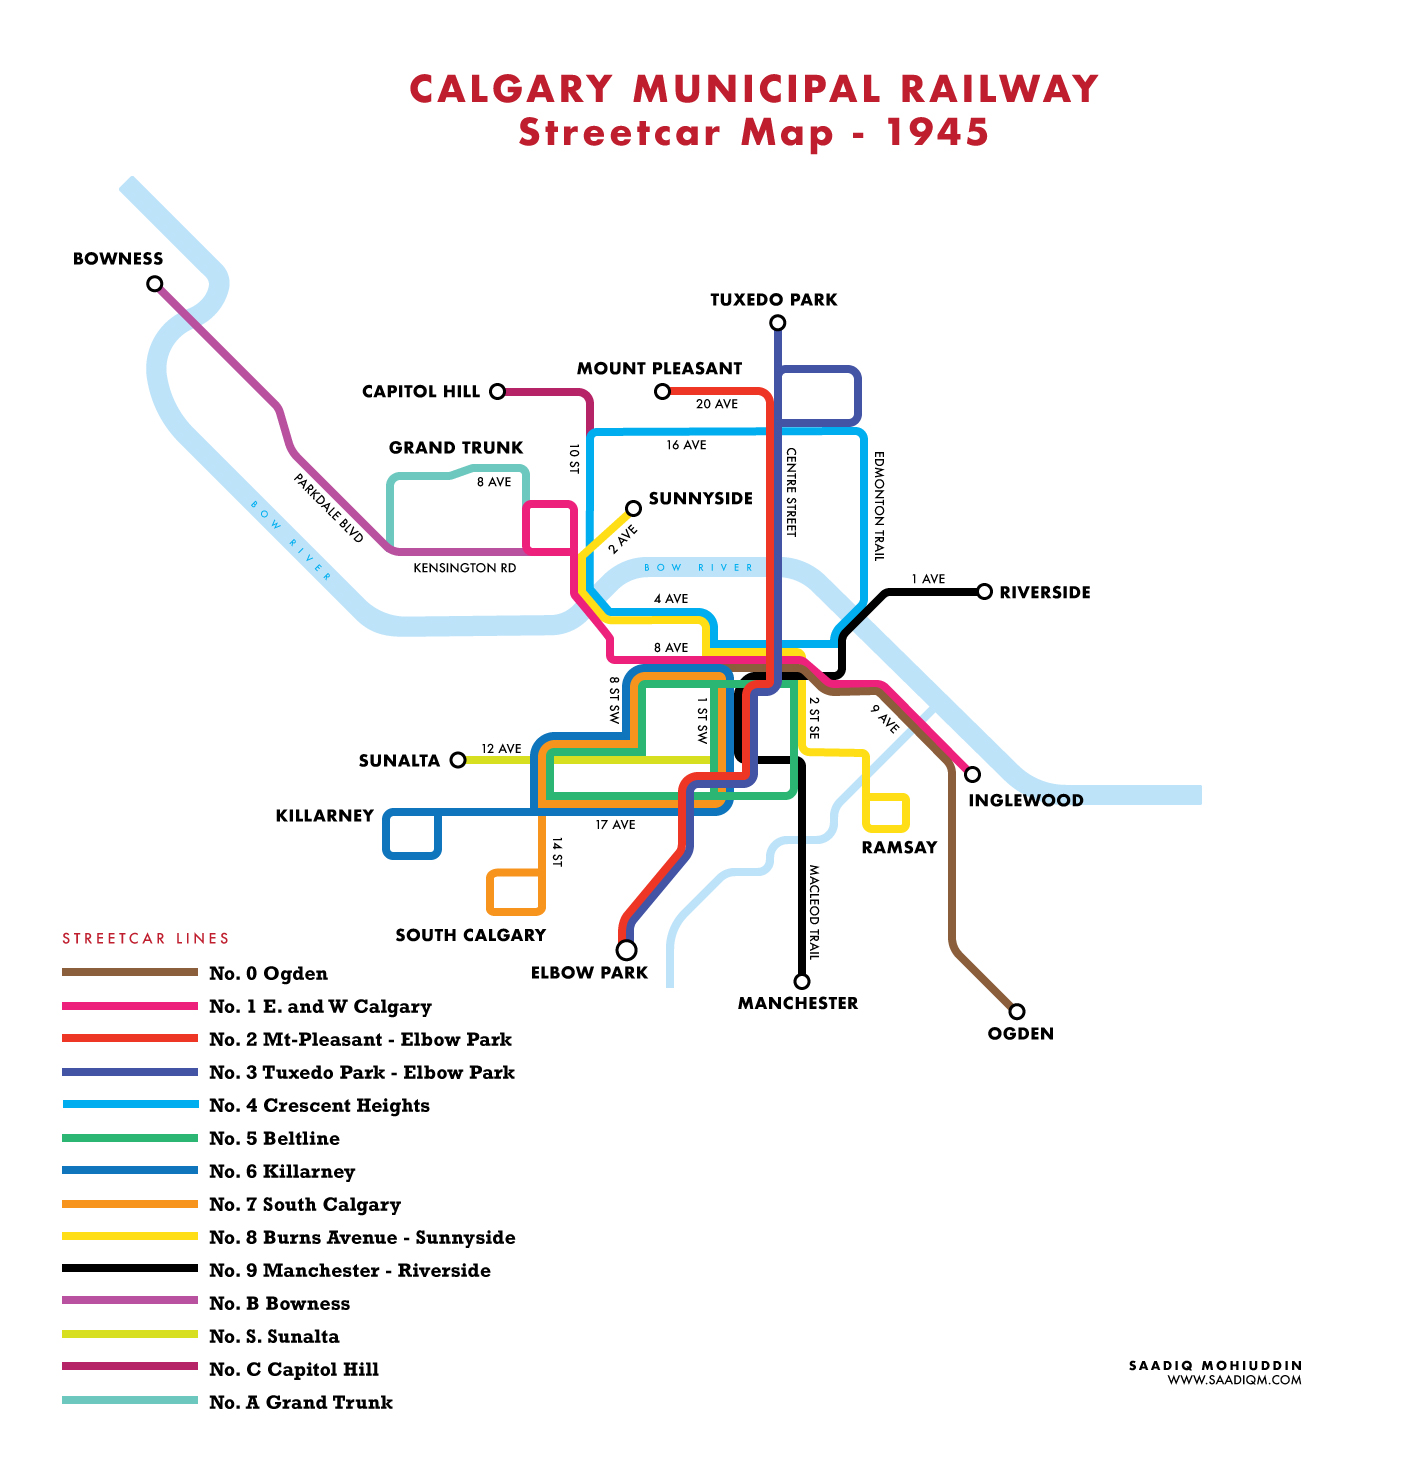 CALGARY MUNICIPAL RAILWAY
Streetcar Map - 1945
BOWNESS
TUXEDO PARK
MOUNT PLEASANT
CAPITOL HILL
20 AVE
GRAND TRUNK
10 ST
16 AVE
8 AVE
CENTRE STREET
EDMONTON TRAIL
SUNNYSIDE
PARKDALE BLVD
2 AVE
BOW RIVER
BOW RIVER
KENSINGTON RD
1 AVE
RIVERSIDE
4 AVE
8 AVE
8 ST SW
1 ST SW
2 ST SE
9 AVE
12 AVE
SUNALTA
INGLEWOOD
KILLARNEY
17 AVE
14 ST
RAMSAY
MACLEOD TRAIL
SOUTH CALGARY
ELBOW PARK
MANCHESTER
OGDEN
STREETCAR LINES
No. 0 Ogden
No. 1 E. and W Calgary
No. 2 Mt-Pleasant - Elbow Park
No. 3 Tuxedo Park - Elbow Park
No. 4 Crescent Heights
No. 5 Beltline
No. 6 Killarney
No. 7 South Calgary
No. 8 Burns Avenue - Sunnyside
No. 9 Manchester - Riverside
No. B Bowness
No. S. Sunalta
No. C Capitol Hill
No. A Grand Trunk
SAADIQ MOHIUDDIN
WWW.SAADIQM.COM